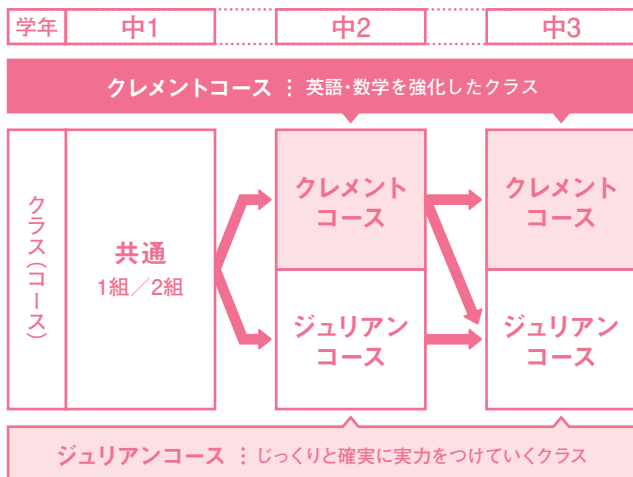 学年 中1 中2 中3
クレメントコース：英語・数学を強化したクラス
クラス（コース）
共通
1組／2組
クレメント
コース
ジュリアン
コース
クレメント
コース
ジュリアン
コース
ジュリアンコース：じっくりと確実に実力をつけていくクラス